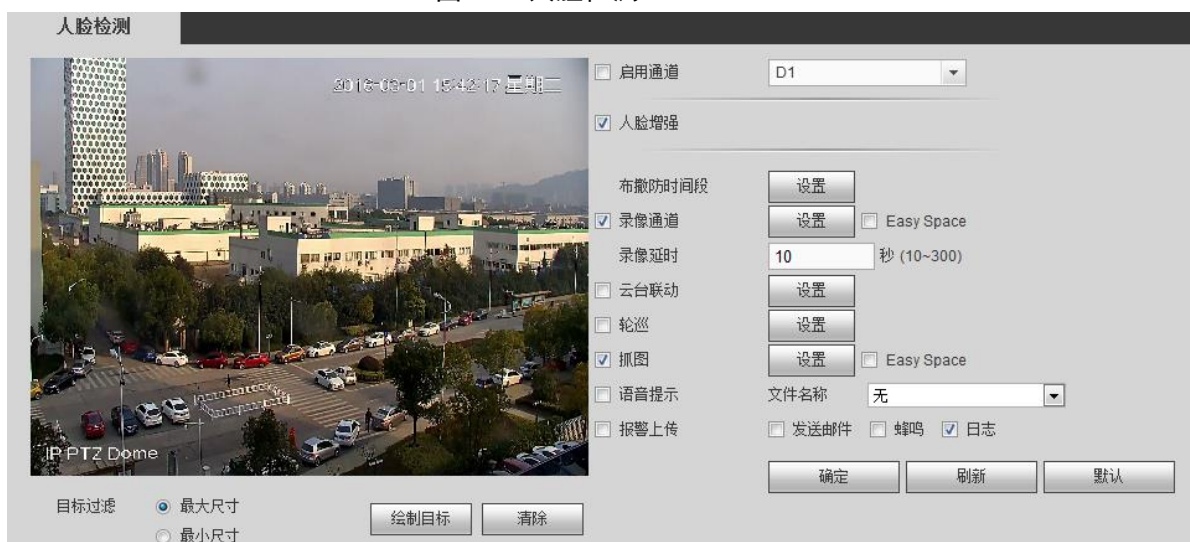 人脸检测
2016-03-01 15:42:17 星期二
IP PTZ Dome
目标过滤
最大尺寸
最小尺寸
绘制目标
清除
启用通道
D1
人脸增强
布撤防时间段
设置
录像通道
设置
Easy Space
录像延时
10
秒 (10~300)
云台联动
设置
轮巡
设置
抓图
设置
Easy Space
语音提示
文件名称
无
报警上传
发送邮件
蜂鸣
日志
确定
刷新
默认